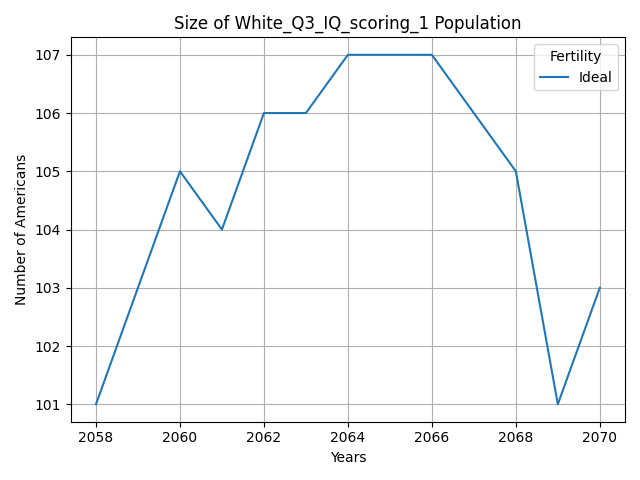 Size of White_Q3_IQ_scoring_1 Population
Fertility
Ideal
Number of Americans
107
106
105
104
103
102
101
2058
2060
2062
2064
2066
2068
2070
Years